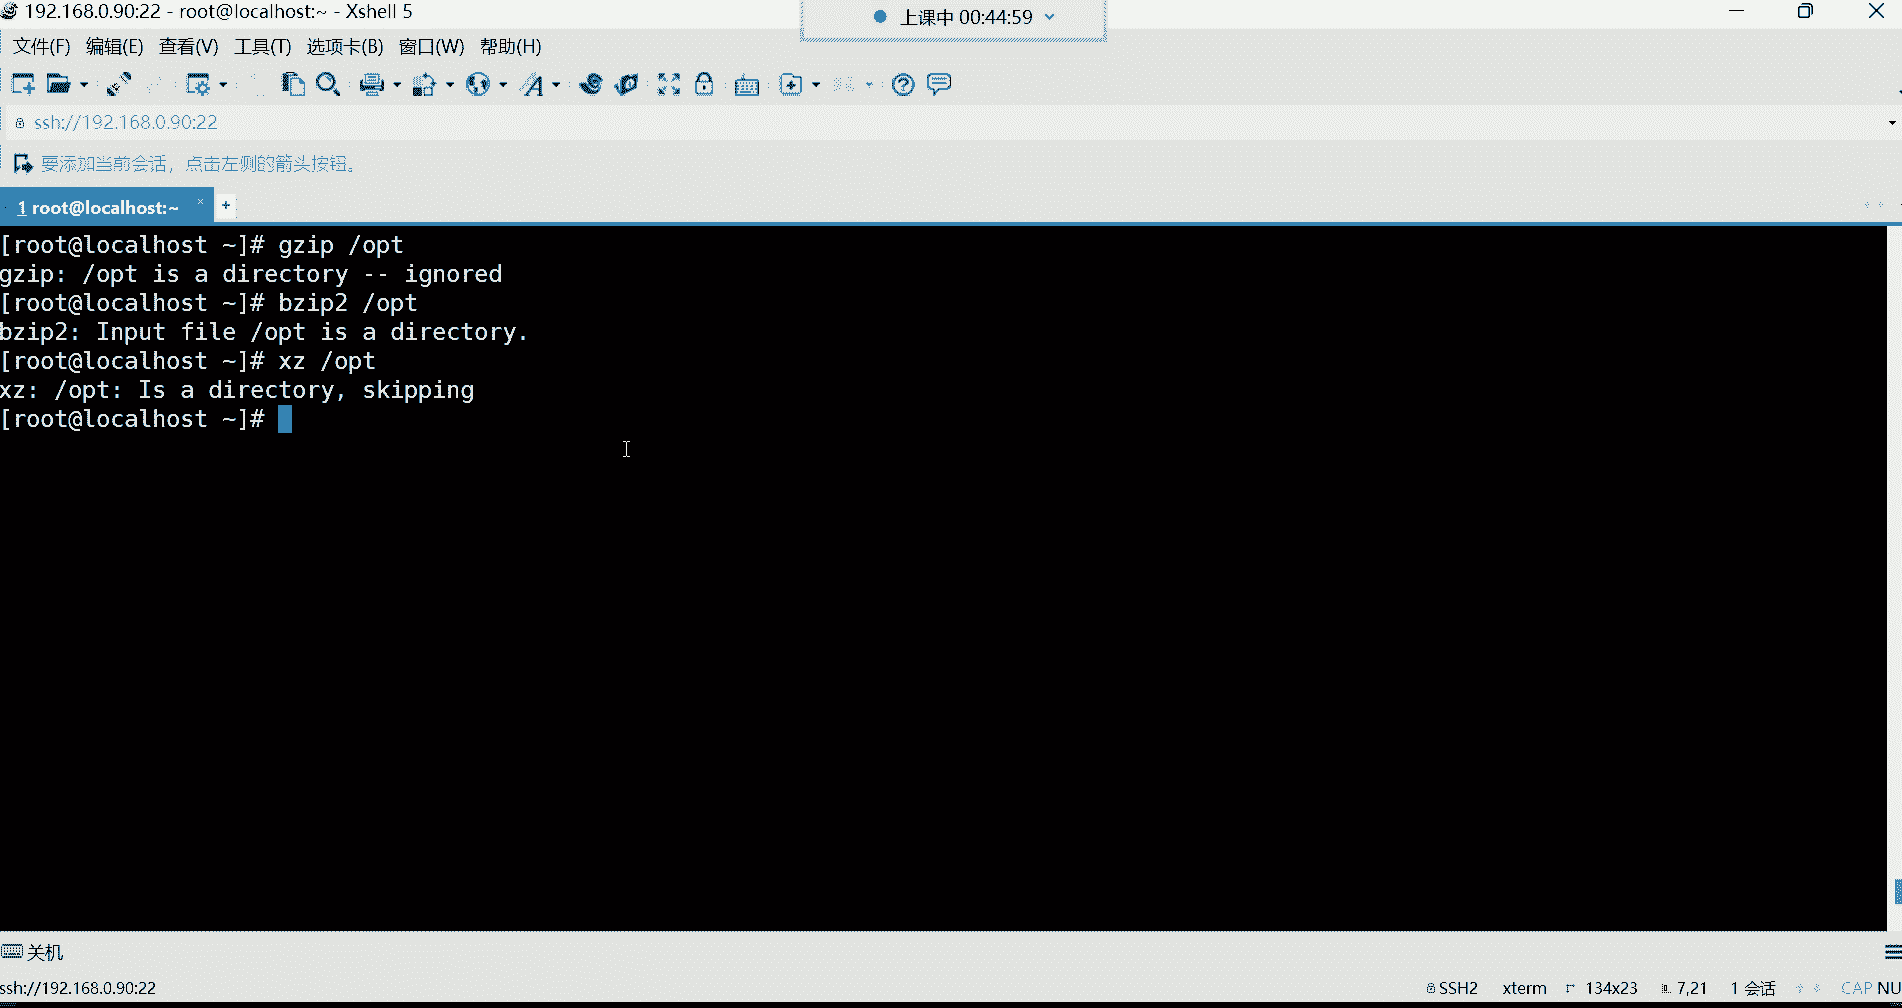 192.168.0.90:22 - root@localhost:~ - Xshell 5
上课中 00:44:59
文件(F) 编辑(E) 查看(V) 工具(T) 选项卡(B) 窗口(W) 帮助(H)
ssh://192.168.0.90:22
要添加当前会话，点击左侧的箭头按钮。
1 root@localhost:~
[root@localhost ~]# gzip /opt
gzip: /opt is a directory -- ignored
[root@localhost ~]# bzip2 /opt
bzip2: Input file /opt is a directory.
[root@localhost ~]# xz /opt
xz: /opt: Is a directory, skipping
[root@localhost ~]#
关机
ssh://192.168.0.90:22 SSH2 xterm 134x23 7,21 1 会话 CAP NU